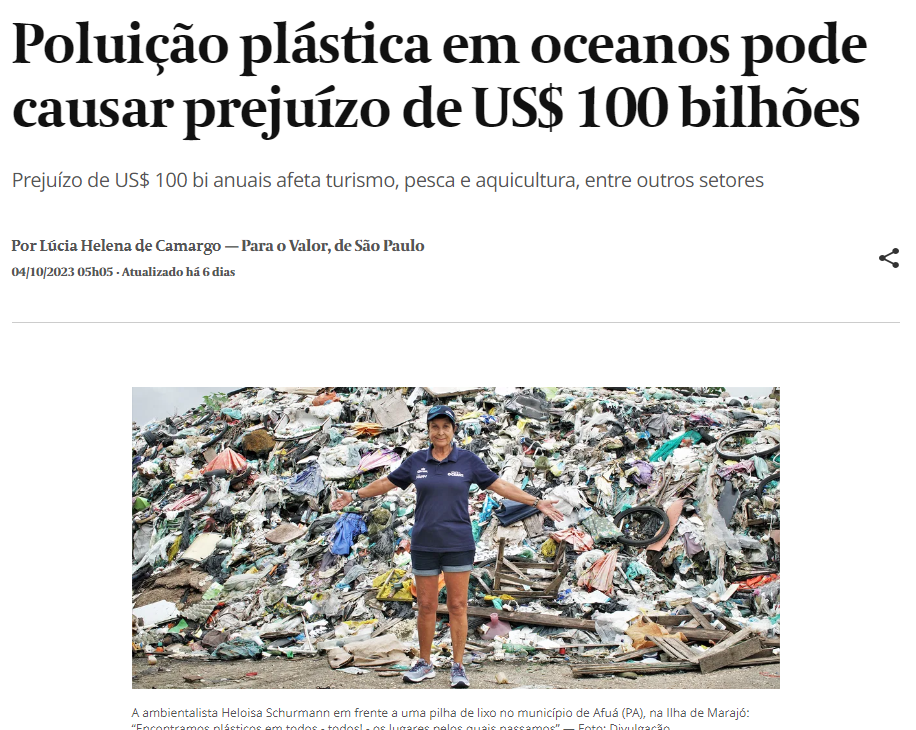 Poluição plástica em oceanos pode
causar prejuízo de US$ 100 bilhões
Prejuízo de US$ 100 bi anuais afeta turismo, pesca e aquicultura, entre outros setores
Por Lúcia Helena de Camargo — Para o Valor, de São Paulo
04/10/2023 05h05 · Atualizado há 6 dias
A ambientalista Heloisa Schurmann em frente a uma pilha de lixo no município de Afuá (PA), na Ilha de Marajó:
“Encontramos plásticos em todos - todos! - os lugares pelos quais passamos” — Foto: Divulgação